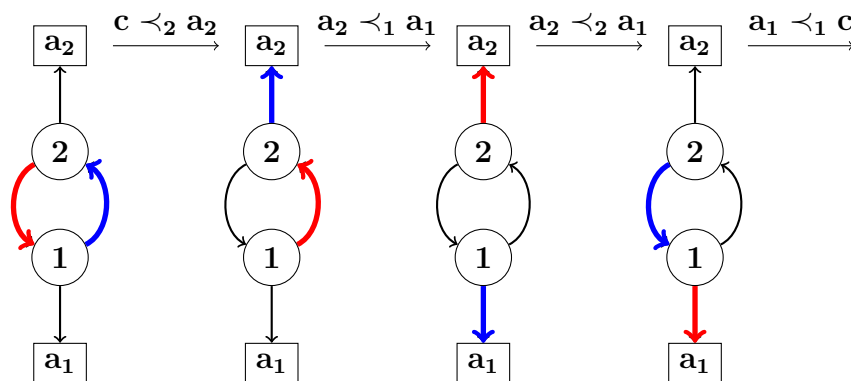 c ≺₂ a₂ a₂ ≺₁ a₁ a₂ ≺₂ a₁ a₁ ≺₁ c
a₂ a₂ a₂ a₂
2 2 2 2
1 1 1 1
a₁ a₁ a₁ a₁